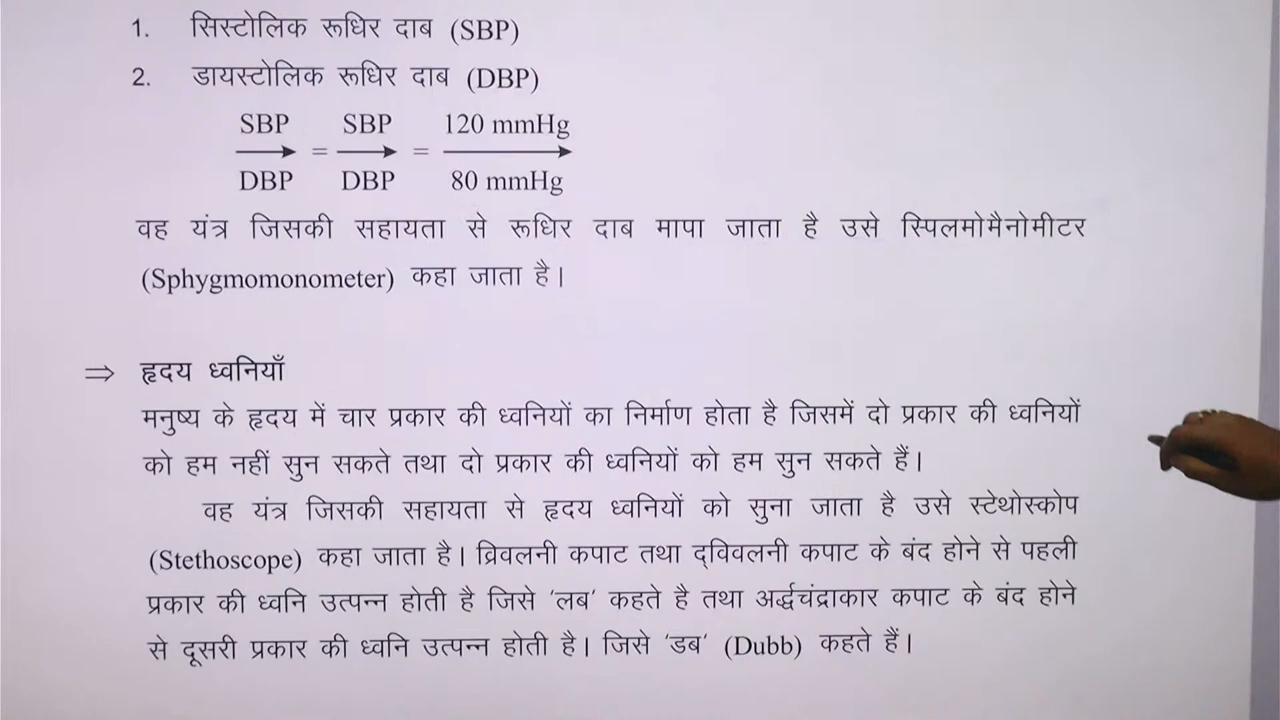 1. सिस्टोलिक रूधिर दाब (SBP)
2. डायस्टोलिक रूधिर दाब (DBP)
SBP/DBP = SBP/DBP = 120 mmHg/80 mmHg
वह यंत्र जिसकी सहायता से रूधिर दाब मापा जाता है उसे स्पिलमोमैनोमीटर
(Sphygmomonometer) कहा जाता है।
⇒ हृदय ध्वनियाँ
मनुष्य के हृदय में चार प्रकार की ध्वनियों का निर्माण होता है जिसमें दो प्रकार की ध्वनियों
को हम नहीं सुन सकते तथा दो प्रकार की ध्वनियों को हम सुन सकते हैं।
वह यंत्र जिसकी सहायता से हृदय ध्वनियों को सुना जाता है उसे स्टेथोस्कोप
(Stethoscope) कहा जाता है। व्रिवलनी कपाट तथा द्विवलनी कपाट के बंद होने से पहली
प्रकार की ध्वनि उत्पन्न होती है जिसे 'लब' कहते है तथा अर्द्धचंद्राकार कपाट के बंद होने
से दूसरी प्रकार की ध्वनि उत्पन्न होती है। जिसे 'डब' (Dubb) कहते हैं।